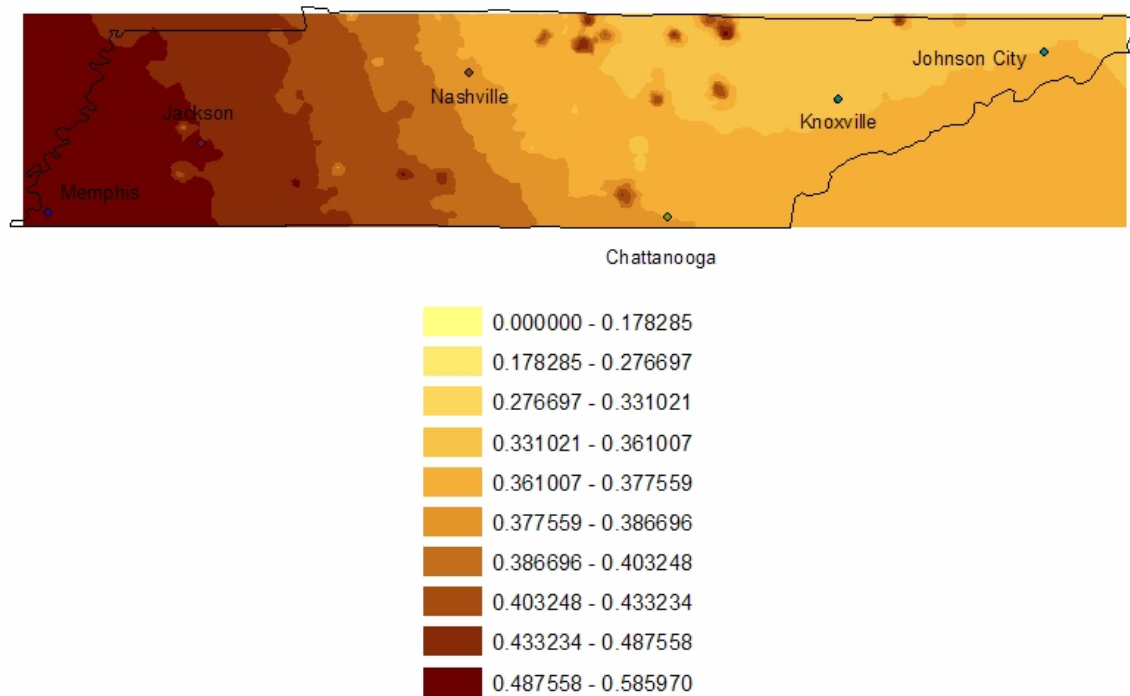 Johnson City
Nashville
Jackson
Knoxville
Memphis
Chattanooga
0.000000 - 0.178285
0.178285 - 0.276697
0.276697 - 0.331021
0.331021 - 0.361007
0.361007 - 0.377559
0.377559 - 0.386696
0.386696 - 0.403248
0.403248 - 0.433234
0.433234 - 0.487558
0.487558 - 0.585970